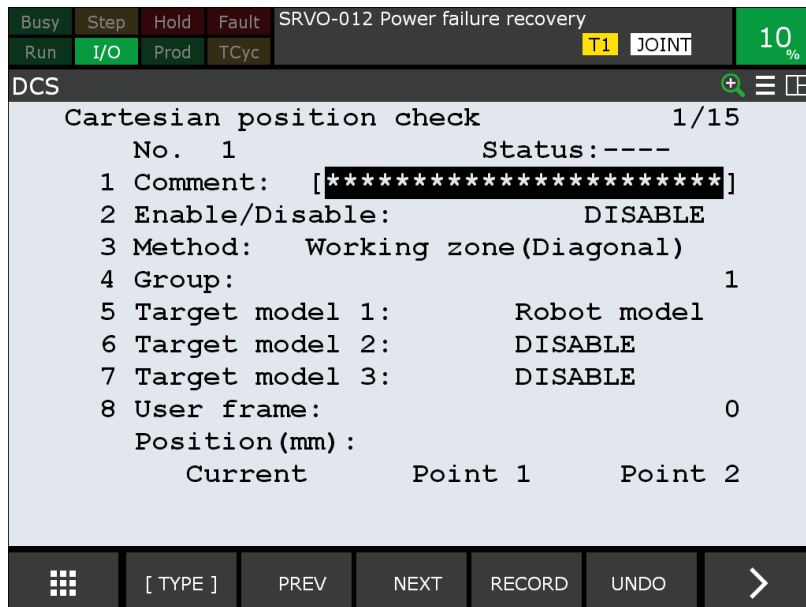 Busy Step Hold Fault SRVO-012 Power failure recovery
Run I/O Prod TCyc T1 JOINT 10%
DCS
Cartesian position check 1/15
No. 1 Status:----
1 Comment: [***********************]
2 Enable/Disable: DISABLE
3 Method: Working zone(Diagonal)
4 Group: 1
5 Target model 1: Robot model
6 Target model 2: DISABLE
7 Target model 3: DISABLE
8 User frame: 0
Position(mm):
Current Point 1 Point 2
[ TYPE ] PREV NEXT RECORD UNDO